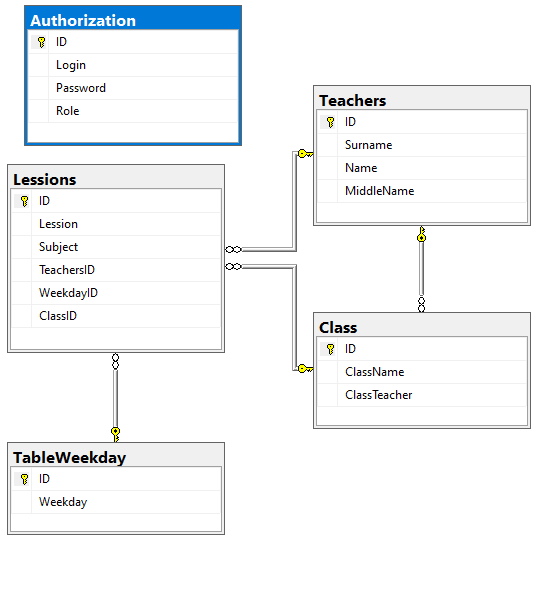 Authorization
ID
Login
Password
Role
Teachers
ID
Surname
Name
MiddleName
Lessions
ID
Lession
Subject
TeachersID
WeekdayID
ClassID
Class
ID
ClassName
ClassTeacher
TableWeekday
ID
Weekday